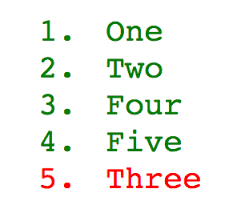 1. One
2. Two
3. Four
4. Five
5. Three